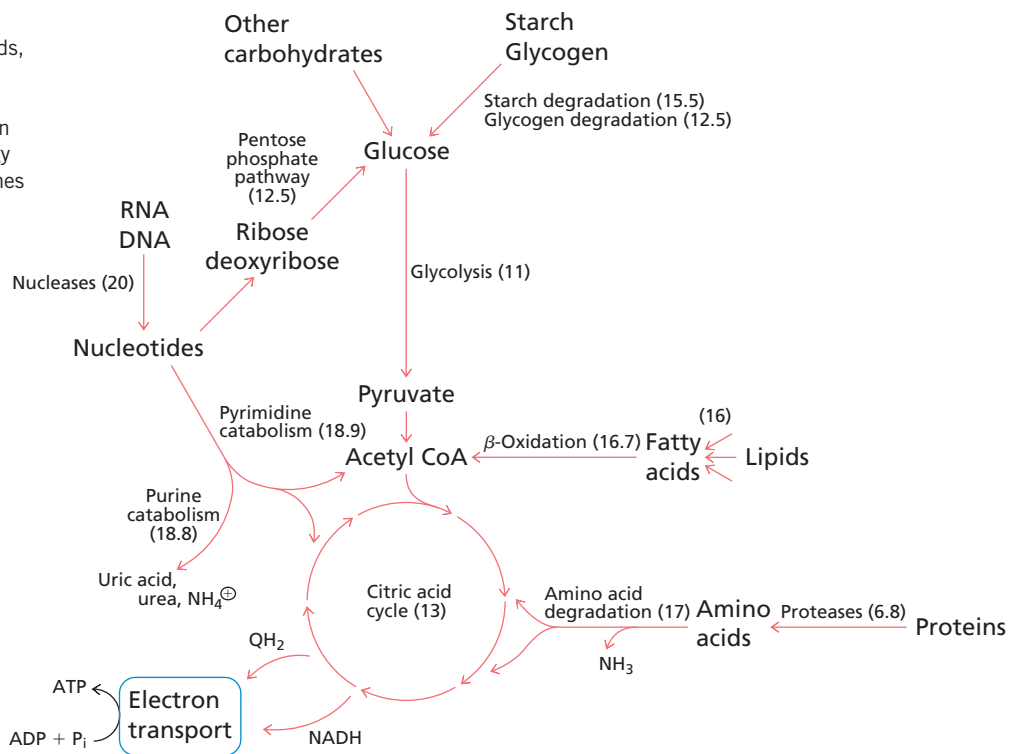 ds,
n
y
nes
Other
carbohydrates
Starch
Glycogen
Starch degradation (15.5)
Glycogen degradation (12.5)
Pentose
phosphate
pathway
(12.5)
Glucose
RNA
DNA
Ribose
deoxyribose
Nucleases (20)
Glycolysis (11)
Nucleotides
Pyruvate
Pyrimidine
catabolism (18.9)
Acetyl CoA
β-Oxidation (16.7)
Fatty
acids
(16)
Lipids
Purine
catabolism
(18.8)
Uric acid,
urea, NH₄⊕
Citric acid
cycle (13)
Amino acid
degradation (17)
NH₃
Amino
acids
Proteases (6.8)
Proteins
QH₂
ATP
ADP + Pᵢ
Electron
transport
NADH